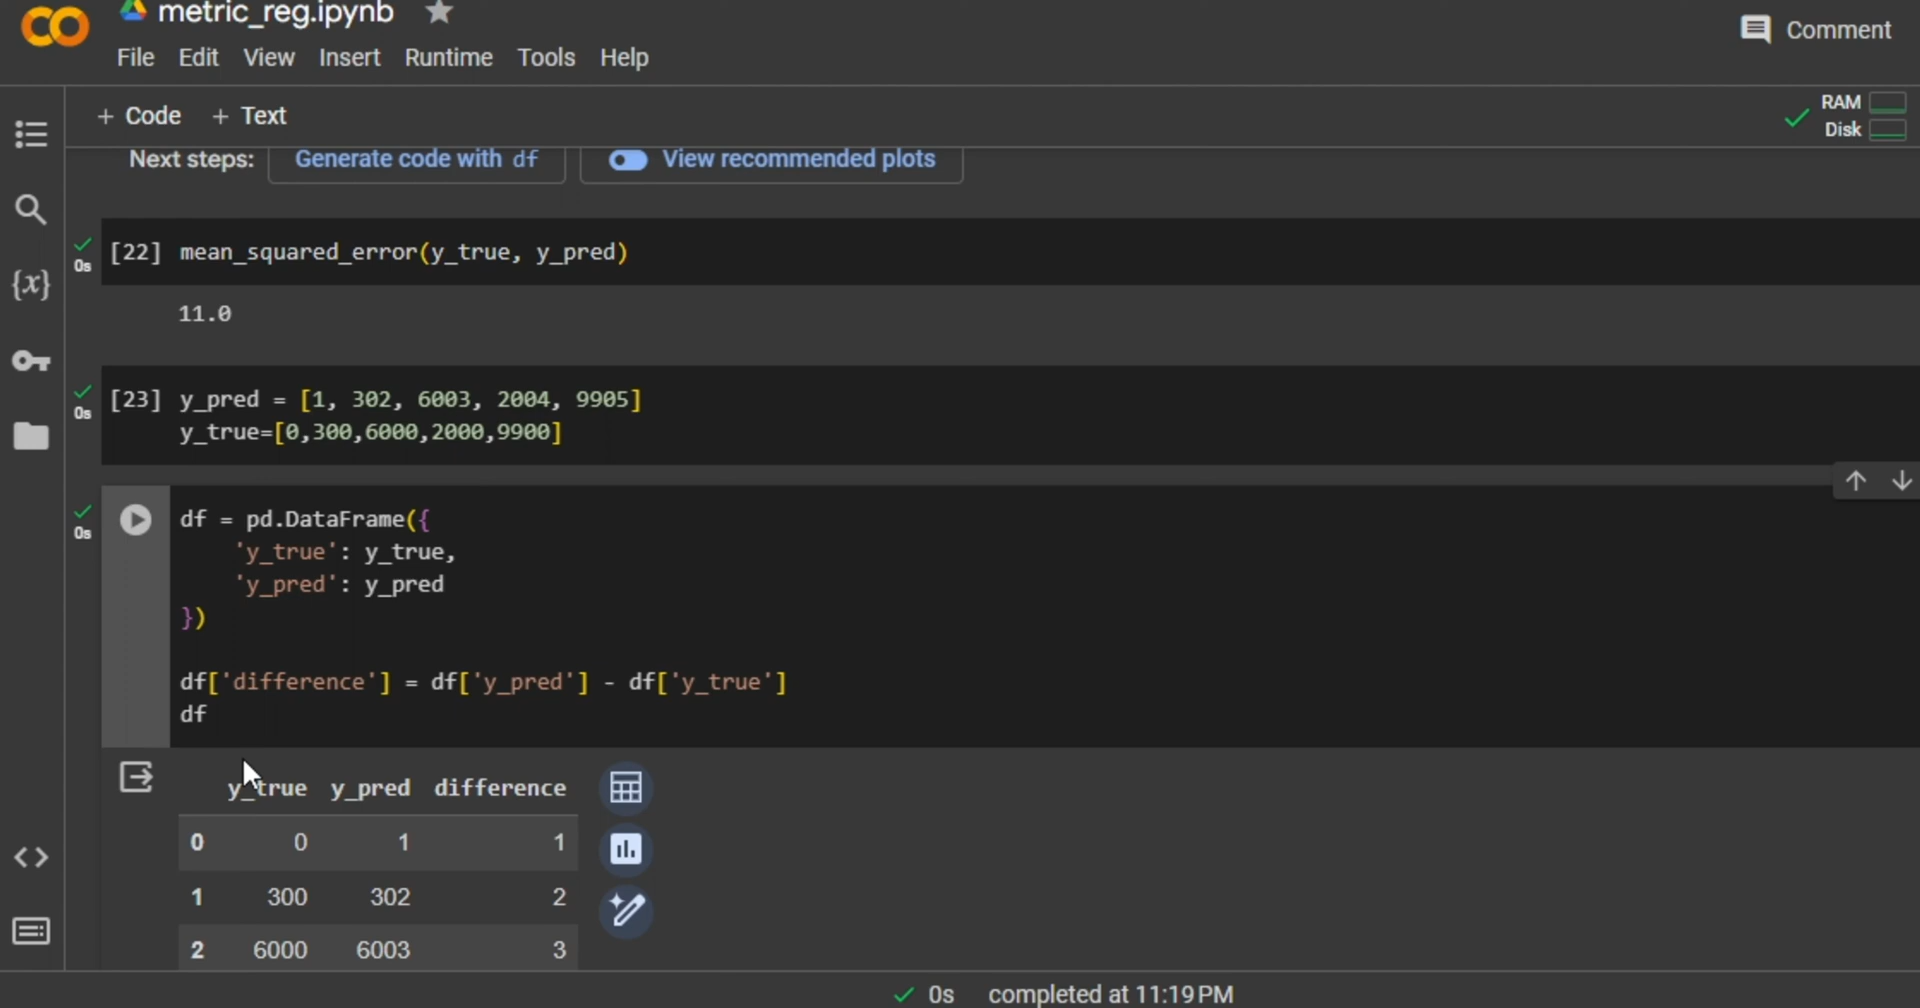 metric_reg.ipynb
Comment
File Edit View Insert Runtime Tools Help
+ Code + Text
RAM
Disk
Next steps: Generate code with df View recommended plots
0s [22] mean_squared_error(y_true, y_pred)
11.0
{x}
0s [23] y_pred = [1, 302, 6003, 2004, 9905]
y_true=[0,300,6000,2000,9900]
0s df = pd.DataFrame({
'y_true': y_true,
'y_pred': y_pred
})
df['difference'] = df['y_pred'] - df['y_true']
df
y_true y_pred difference
0 0 1 1
1 300 302 2
2 6000 6003 3
0s completed at 11:19 PM